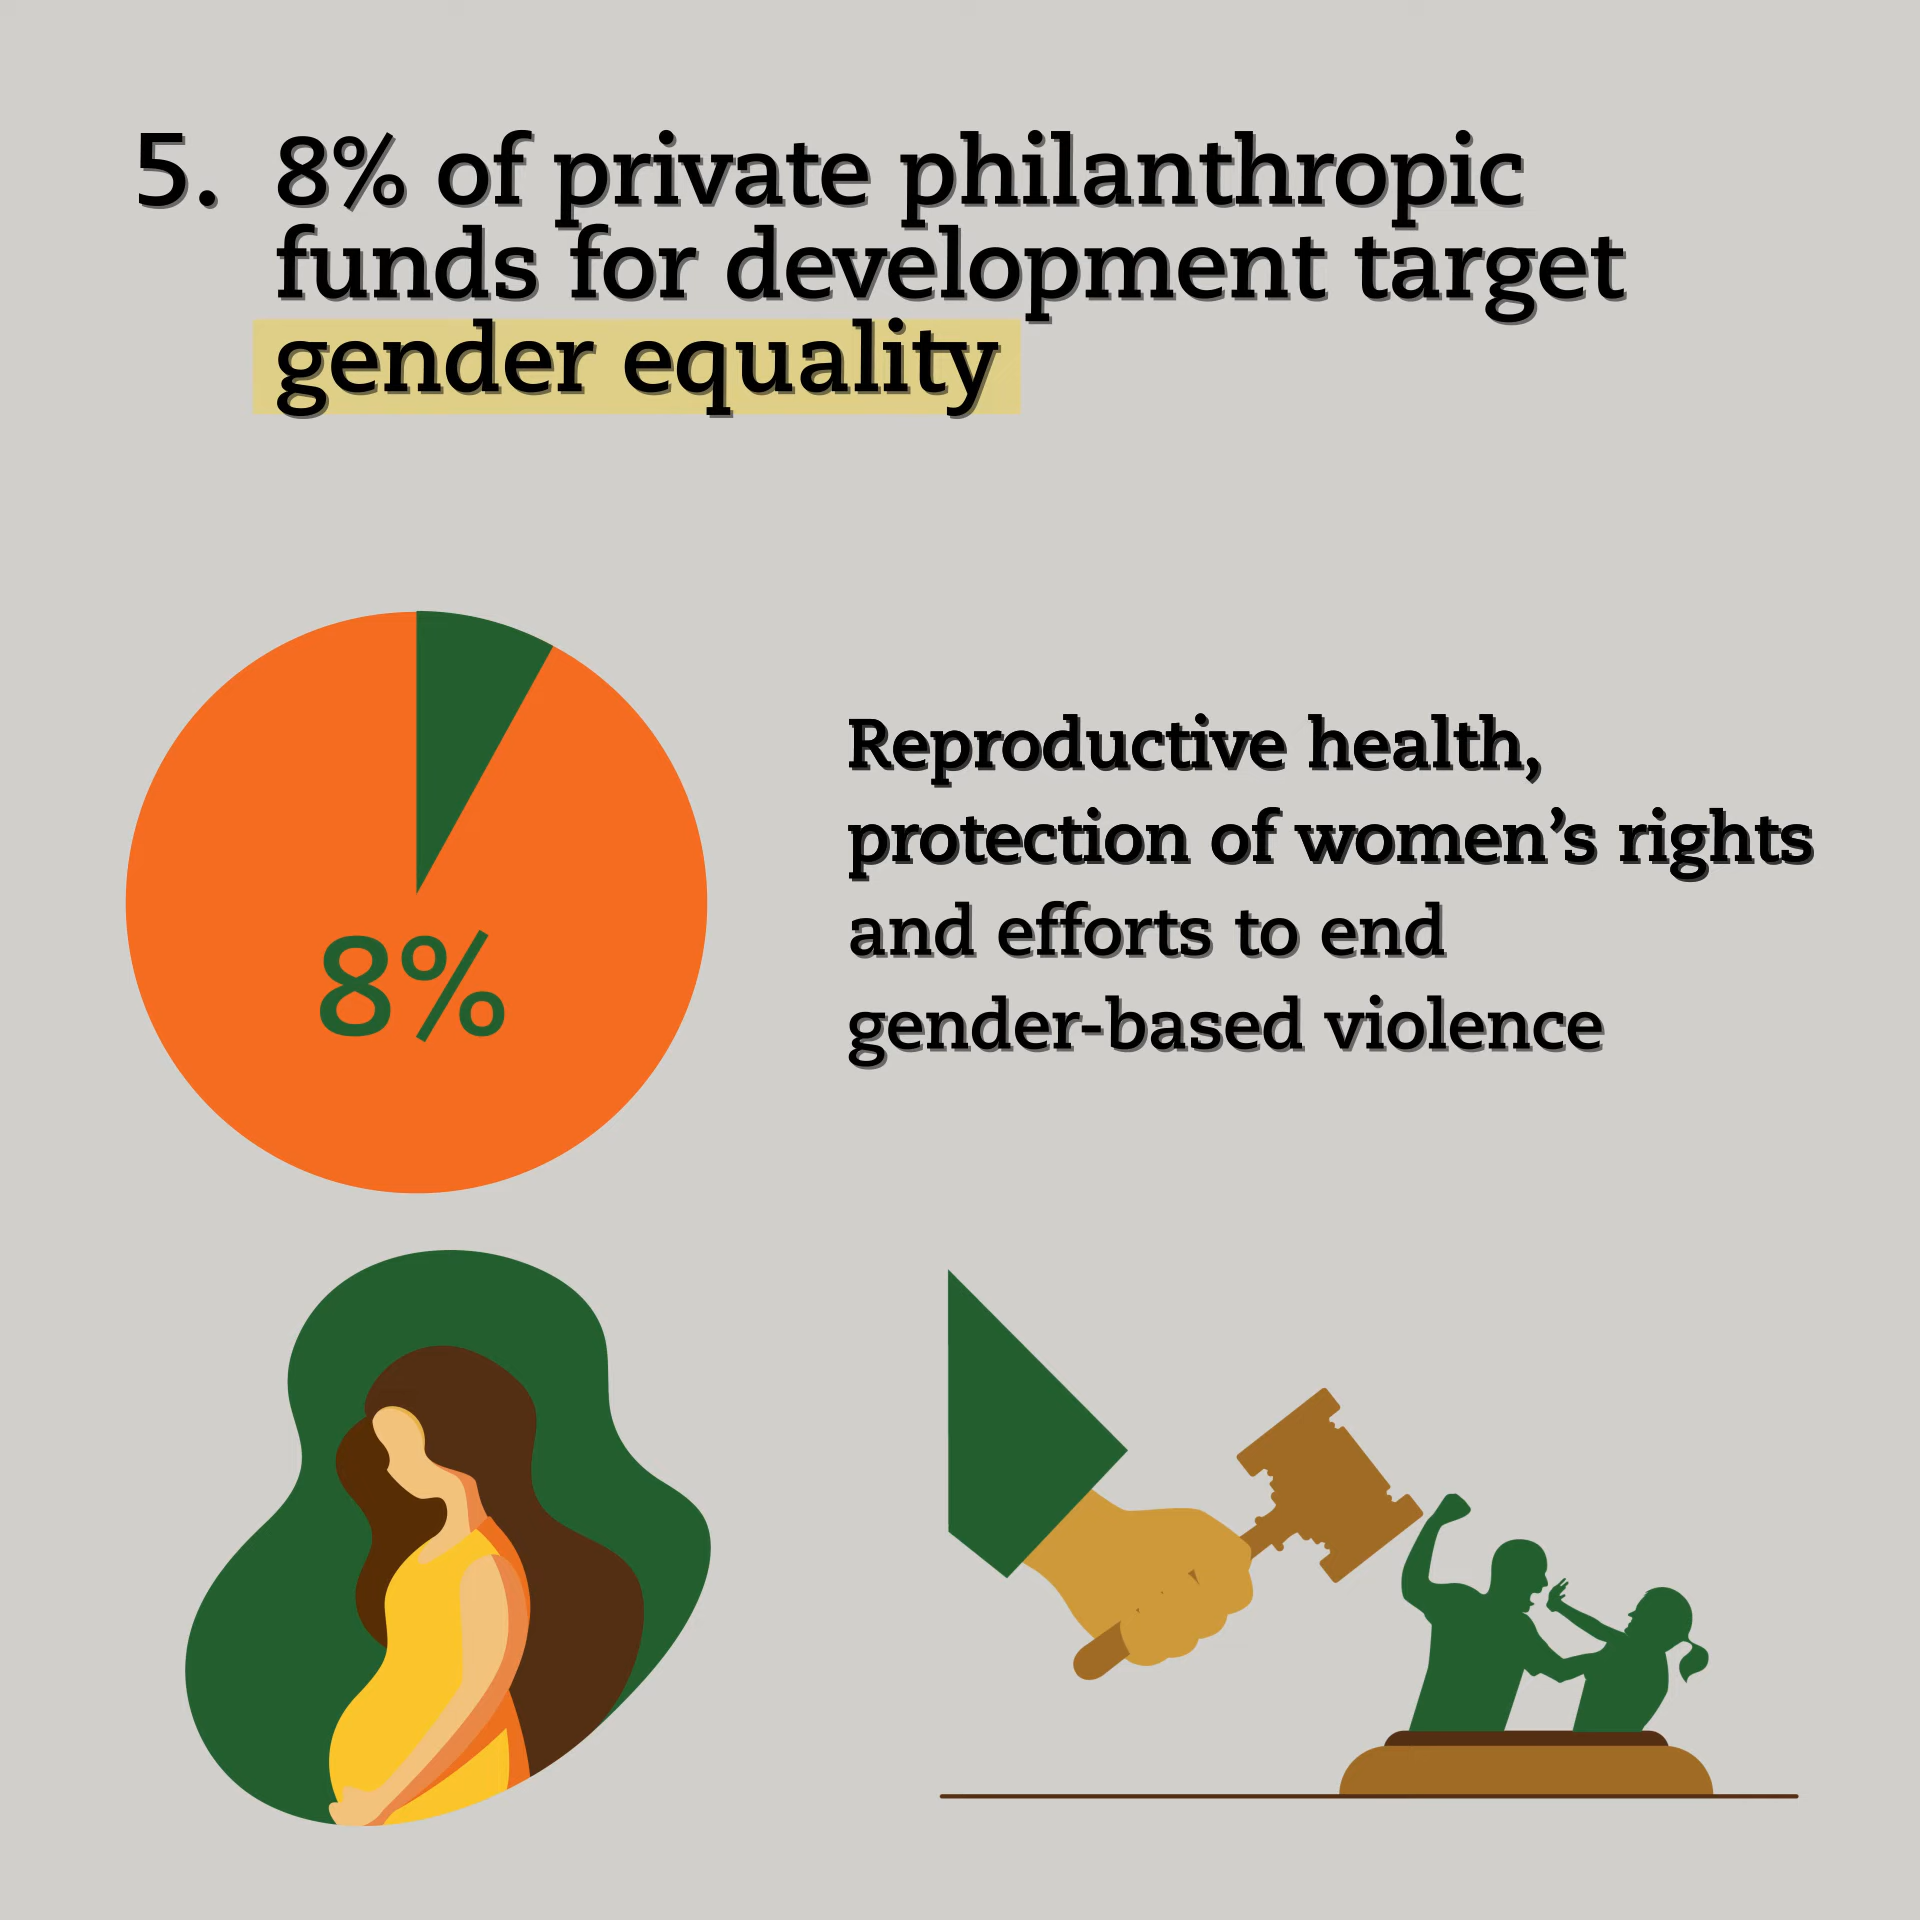 5. 8% of private philanthropic
funds for development target
gender equality
8%
Reproductive health,
protection of women’s rights
and efforts to end
gender-based violence